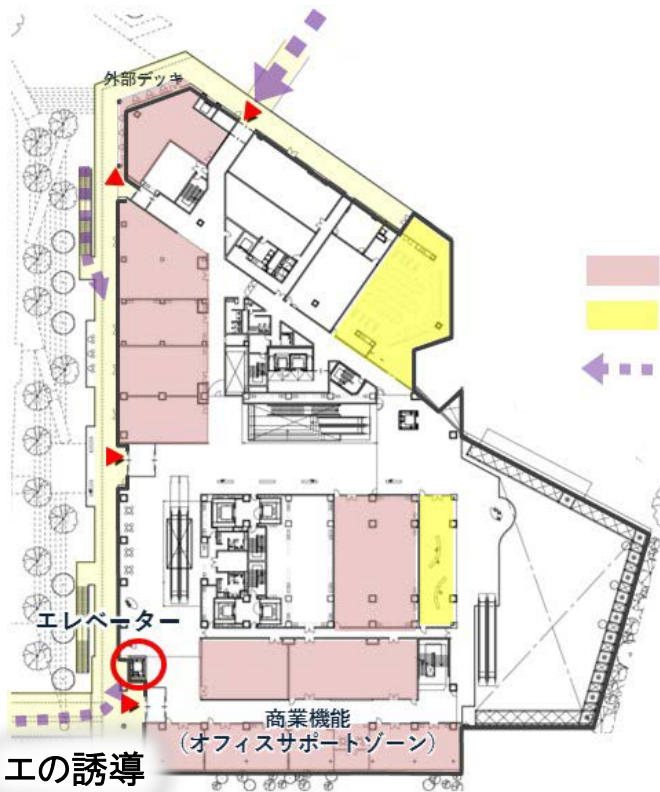 外部デッキ
エレベーター
商業機能
（オフィスサポートゾーン）
エの誘導